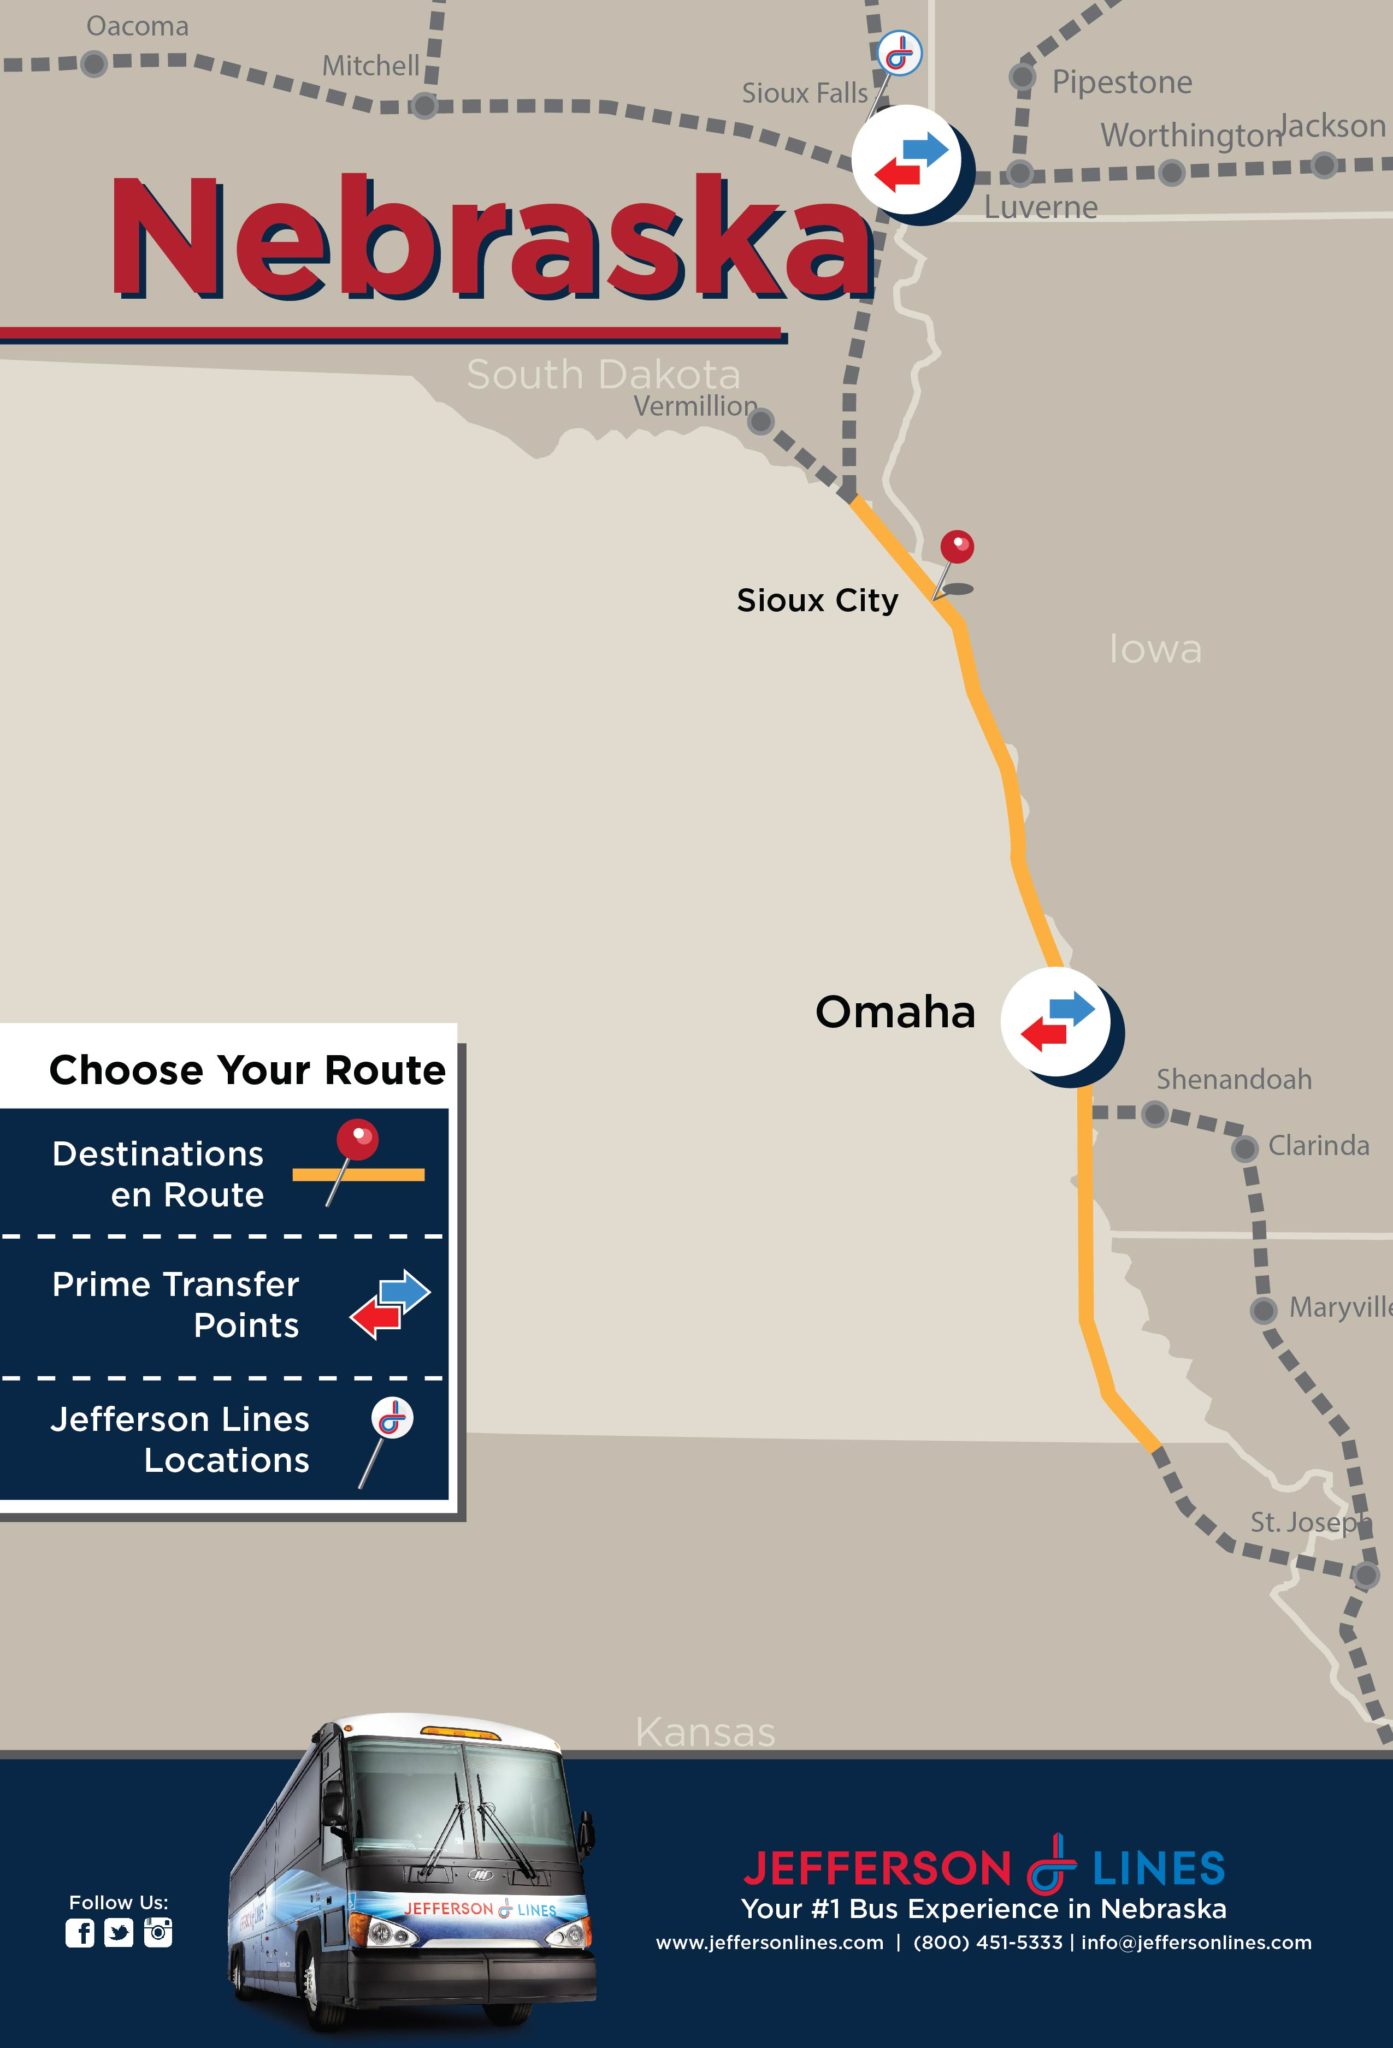 Oacoma
Mitchell
Sioux Falls
Pipestone
Worthington
Jackson
Luverne
Nebraska
South Dakota
Vermillion
Sioux City
Iowa
Omaha
Choose Your Route
Destinations
en Route
Prime Transfer
Points
Jefferson Lines
Locations
Shenandoah
Clarinda
Maryville
St. Joseph
Kansas
JEFFERSON LINES
Your #1 Bus Experience in Nebraska
www.jeffersonlines.com | (800) 451-5333 | info@jeffersonlines.com
Follow Us:
JEFFERSON LINES